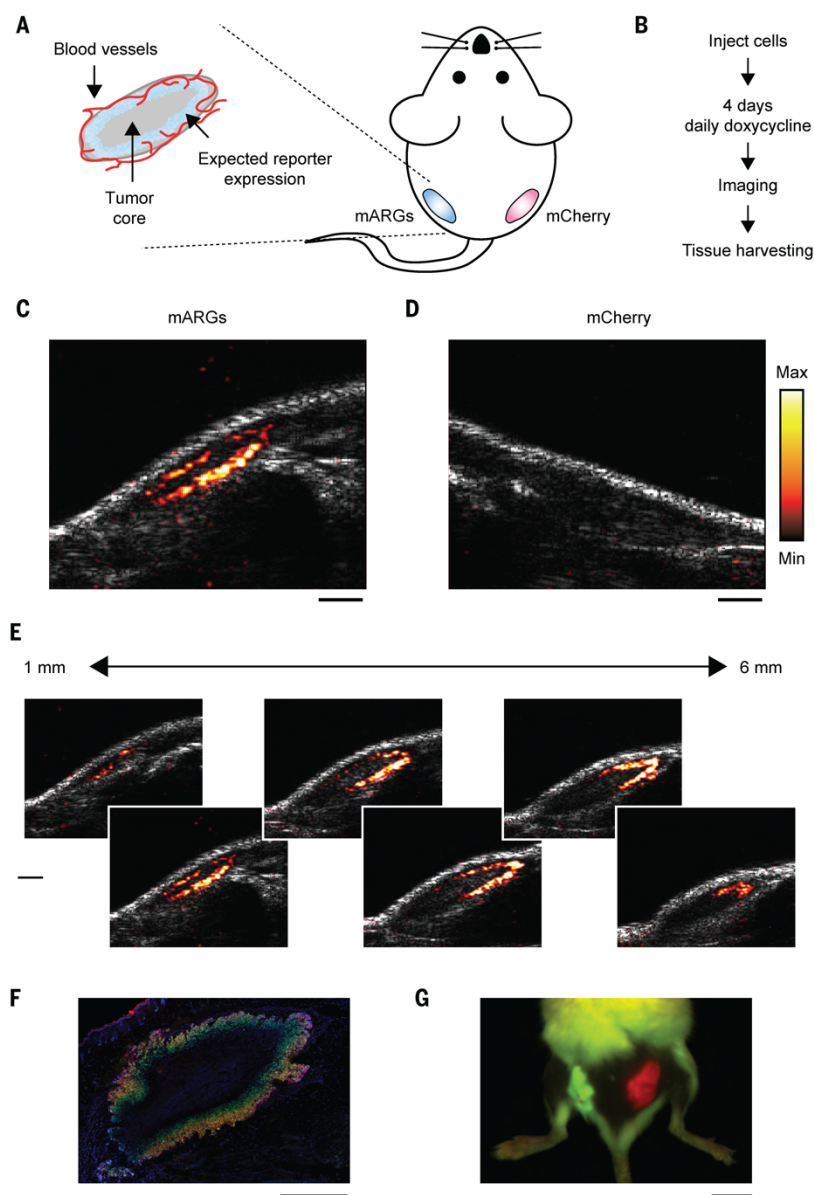 A
Blood vessels
Expected reporter
expression
Tumor
core
mARGs
mCherry
B
Inject cells
4 days
daily doxycycline
Imaging
Tissue harvesting
C
mARGs
D
mCherry
Max
Min
E
1 mm
6 mm
F
G